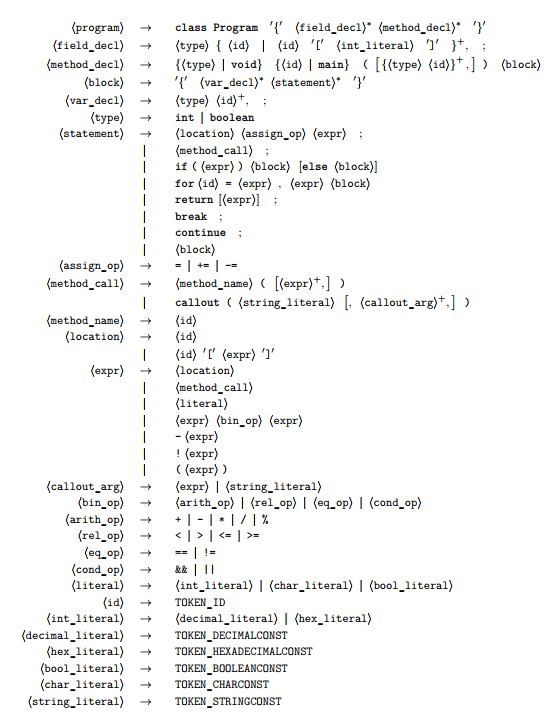 ⟨program⟩ → class Program '{' ⟨field_decl⟩* ⟨method_decl⟩* '}'
⟨field_decl⟩ → ⟨type⟩ { ⟨id⟩ | ⟨id⟩ '[' ⟨int_literal⟩ ']' }⁺, ;
⟨method_decl⟩ → {⟨type⟩ | void} {⟨id⟩ | main} ( [{⟨type⟩ ⟨id⟩}⁺,] ) ⟨block⟩
⟨block⟩ → '{' ⟨var_decl⟩* ⟨statement⟩* '}'
⟨var_decl⟩ → ⟨type⟩ ⟨id⟩⁺, ;
⟨type⟩ → int | boolean
⟨statement⟩ → ⟨location⟩ ⟨assign_op⟩ ⟨expr⟩ ;
| ⟨method_call⟩ ;
| if ( ⟨expr⟩ ) ⟨block⟩ [else ⟨block⟩]
| for ⟨id⟩ = ⟨expr⟩ , ⟨expr⟩ ⟨block⟩
| return [⟨expr⟩] ;
| break ;
| continue ;
| ⟨block⟩
⟨assign_op⟩ → = | += | -=
⟨method_call⟩ → ⟨method_name⟩ ( [⟨expr⟩⁺,] )
| callout ( ⟨string_literal⟩ [, ⟨callout_arg⟩⁺,] )
⟨method_name⟩ → ⟨id⟩
⟨location⟩ → ⟨id⟩
| ⟨id⟩ '[' ⟨expr⟩ ']'
⟨expr⟩ → ⟨location⟩
| ⟨method_call⟩
| ⟨literal⟩
| ⟨expr⟩ ⟨bin_op⟩ ⟨expr⟩
| - ⟨expr⟩
| ! ⟨expr⟩
| ( ⟨expr⟩ )
⟨callout_arg⟩ → ⟨expr⟩ | ⟨string_literal⟩
⟨bin_op⟩ → ⟨arith_op⟩ | ⟨rel_op⟩ | ⟨eq_op⟩ | ⟨cond_op⟩
⟨arith_op⟩ → + | - | * | / | %
⟨rel_op⟩ → < | > | <= | >=
⟨eq_op⟩ → == | !=
⟨cond_op⟩ → && | ||
⟨literal⟩ → ⟨int_literal⟩ | ⟨char_literal⟩ | ⟨bool_literal⟩
⟨id⟩ → TOKEN_ID
⟨int_literal⟩ → ⟨decimal_literal⟩ | ⟨hex_literal⟩
⟨decimal_literal⟩ → TOKEN_DECIMALCONST
⟨hex_literal⟩ → TOKEN_HEXADECIMALCONST
⟨bool_literal⟩ → TOKEN_BOOLEANCONST
⟨char_literal⟩ → TOKEN_CHARCONST
⟨string_literal⟩ → TOKEN_STRINGCONST